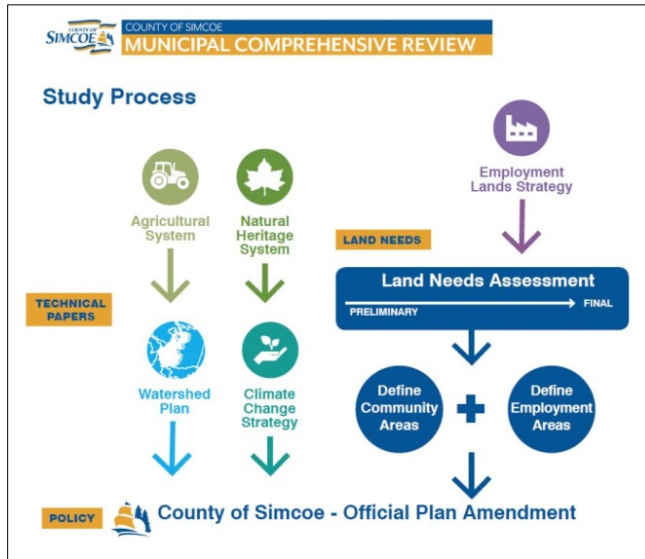 COUNTY OF
SIMCOE
COUNTY OF SIMCOE
MUNICIPAL COMPREHENSIVE REVIEW
Study Process
Agricultural
System
Natural
Heritage
System
Employment
Lands Strategy
LAND NEEDS
Land Needs Assessment
PRELIMINARY
FINAL
TECHNICAL
PAPERS
Watershed
Plan
Climate
Change
Strategy
Define
Community
Areas
+
Define
Employment
Areas
POLICY
County of Simcoe - Official Plan Amendment